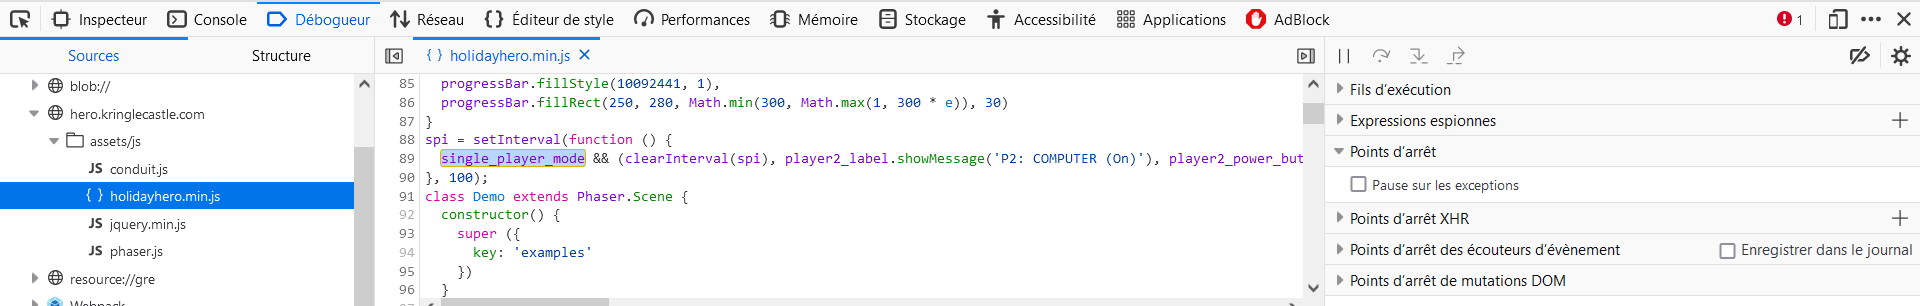 Inspecteur Console Débogueur Réseau Éditeur de style Performances Mémoire Stockage Accessibilité Applications AdBlock 1
Sources Structure
blob://
hero.kringlecastle.com
assets/js
JS conduit.js
{ } holidayhero.min.js
JS jquery.min.js
JS phaser.js
resource://gre
Webpack
{ } holidayhero.min.js
85 progressBar.fillStyle(10092441, 1),
86 progressBar.fillRect(250, 280, Math.min(300, Math.max(1, 300 * e)), 30)
87 }
88 spi = setInterval(function () {
89 single_player_mode && (clearInterval(spi), player2_label.showMessage('P2: COMPUTER (On)'), player2_power_but
90 }, 100);
91 class Demo extends Phaser.Scene {
92 constructor() {
93 super ({
94 key: 'examples'
95 })
96 }
Fils d'exécution
Expressions espionnes
Points d'arrêt
Pause sur les exceptions
Points d'arrêt XHR
Points d'arrêt des écouteurs d'évènement Enregistrer dans le journal
Points d'arrêt de mutations DOM